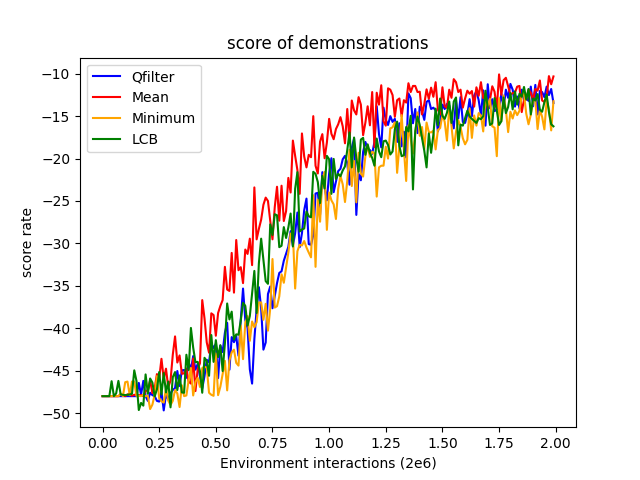 score of demonstrations
Qfilter
Mean
Minimum
LCB
score rate
−10
−15
−20
−25
−30
−35
−40
−45
−50
0.00 0.25 0.50 0.75 1.00 1.25 1.50 1.75 2.00
Environment interactions (2e6)